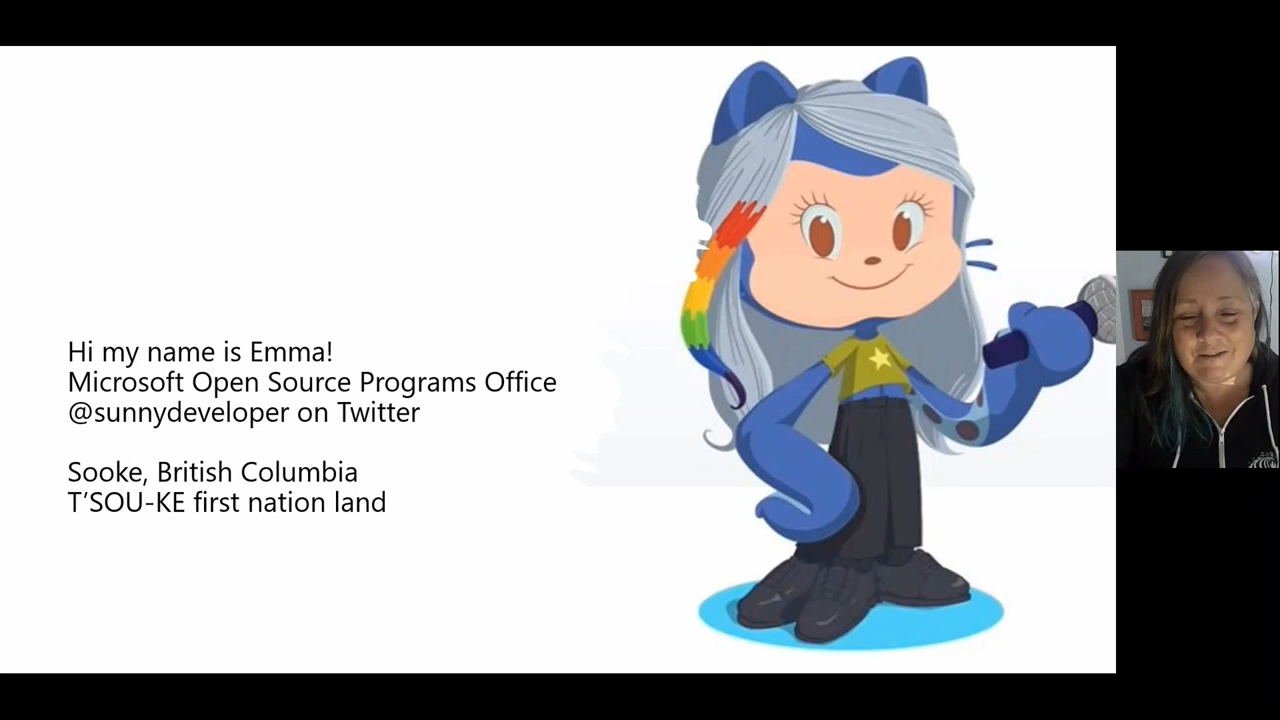 Hi my name is Emma!
Microsoft Open Source Programs Office
@sunnydeveloper on Twitter
Sooke, British Columbia
T’SOU-KE first nation land